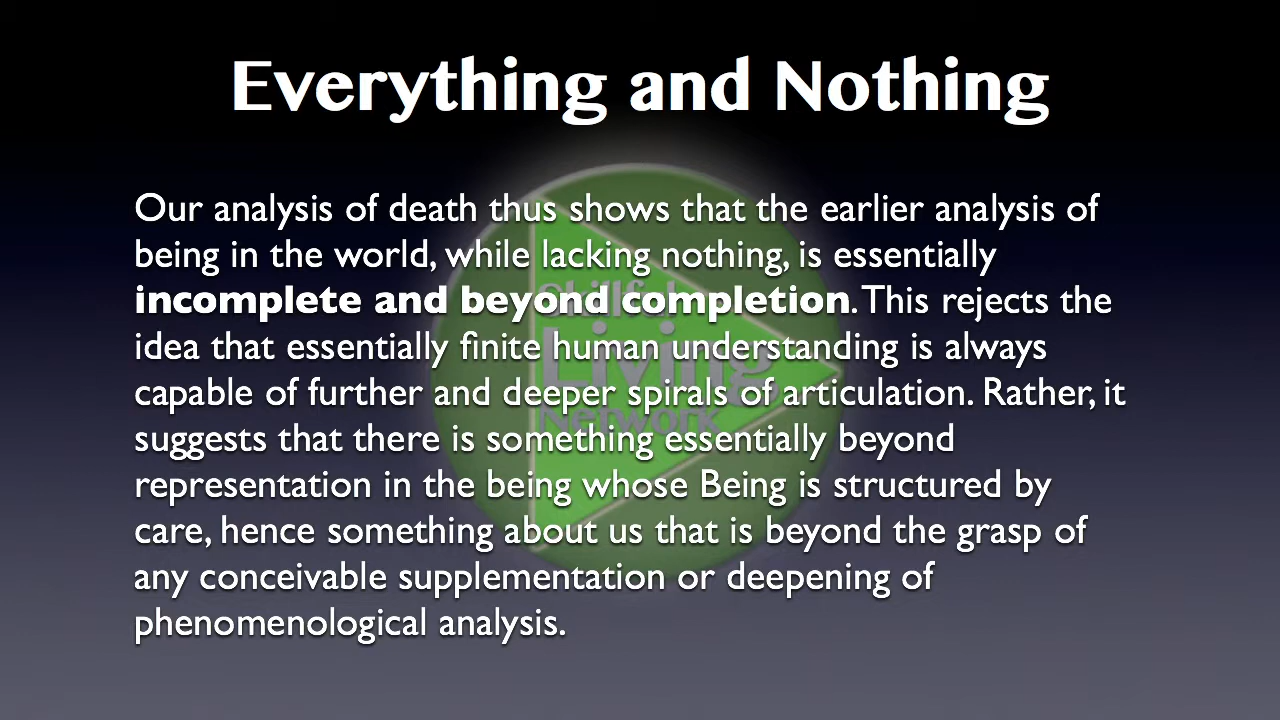 Everything and Nothing
Our analysis of death thus shows that the earlier analysis of
being in the world, while lacking nothing, is essentially
incomplete and beyond completion. This rejects the
idea that essentially finite human understanding is always
capable of further and deeper spirals of articulation. Rather, it
suggests that there is something essentially beyond
representation in the being whose Being is structured by
care, hence something about us that is beyond the grasp of
any conceivable supplementation or deepening of
phenomenological analysis.
Skillful
Living
Network